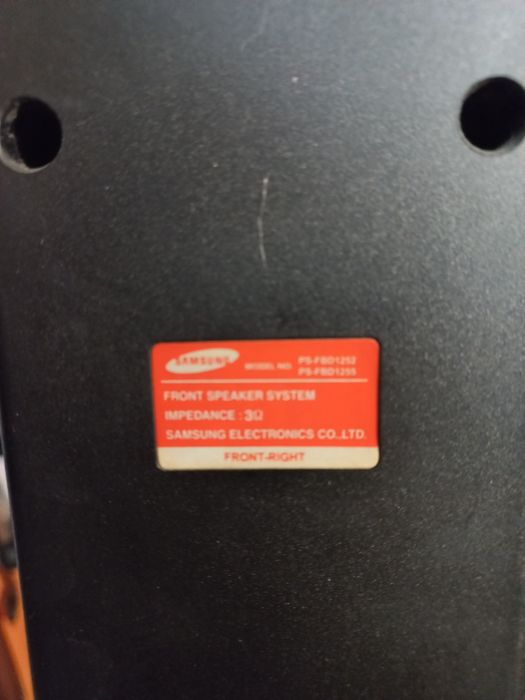 SAMSUNG MODEL NO. PS-FBD1252
PS-FBD1255
FRONT SPEAKER SYSTEM
IMPEDANCE : 3Ω
SAMSUNG ELECTRONICS CO.,LTD.
FRONT-RIGHT